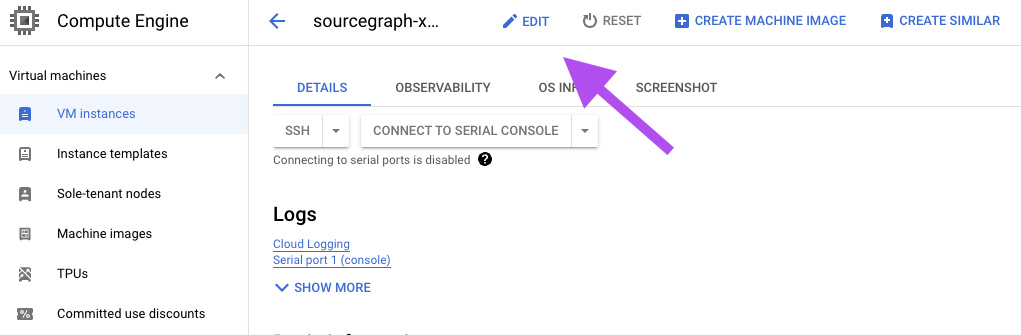 Compute Engine
sourcegraph-x...
EDIT
RESET
CREATE MACHINE IMAGE
CREATE SIMILAR
Virtual machines
VM instances
Instance templates
Sole-tenant nodes
Machine images
TPUs
Committed use discounts
DETAILS
OBSERVABILITY
OS
SCREENSHOT
SSH
CONNECT TO SERIAL CONSOLE
Connecting to serial ports is disabled ?
Logs
Cloud Logging
Serial port 1 (console)
SHOW MORE